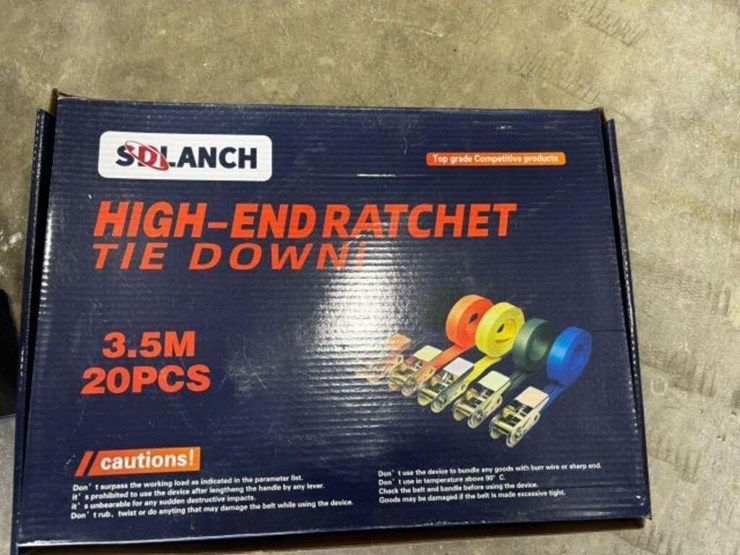 SDLANCH
Top grade Competitive products
HIGH-END RATCHET
TIE DOWN
3.5M
20PCS
//cautions!
Don' t surpass the working load as indicated in the parameter list.
it' s prohibited to use the device after lengtheng the handle by any lever.
it' s unbearable for any sudden destructive impacts.
Don' t rub, twist or do anyting that may damage the belt while using the device.
Don' t use the device to bundle any goods with burr wire or sharp end.
Don' t use in temperature above 90° C.
Check the belt and handle before using the device.
Goods may be damaged if the belt is made excessive tight.